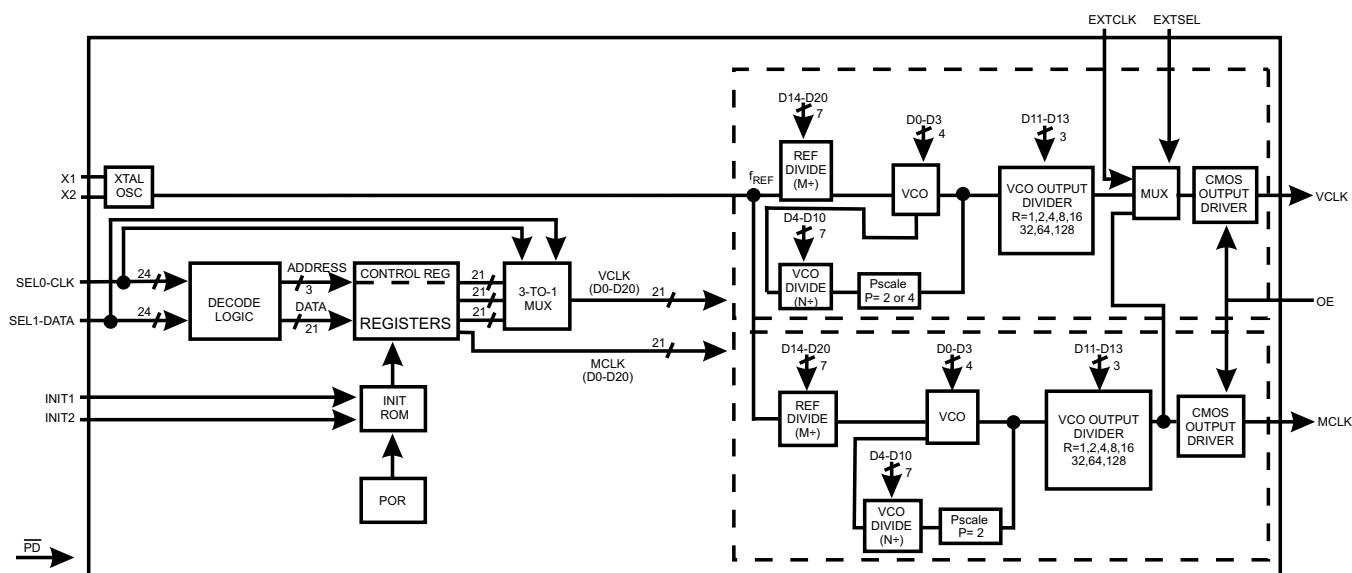 EXTCLK
EXTSEL
D14-D20
7
D0-D3
4
D11-D13
3
X1
X2
XTAL
OSC
fREF
REF
DIVIDE
(M÷)
VCO
VCO OUTPUT
DIVIDER
R=1,2,4,8,16
32,64,128
MUX
CMOS
OUTPUT
DRIVER
VCLK
D4-D10
7
VCO
DIVIDE
(N÷)
Pscale
P= 2 or 4
SEL0-CLK
24
SEL1-DATA
24
DECODE
LOGIC
ADDRESS
3
DATA
21
CONTROL REG
REGISTERS
21
21
21
3-TO-1
MUX
VCLK
(D0-D20)
21
MCLK
(D0-D20)
21
OE
INIT1
INIT2
INIT
ROM
POR
PD
D14-D20
7
D0-D3
4
D11-D13
3
REF
DIVIDE
(M÷)
VCO
VCO OUTPUT
DIVIDER
R=1,2,4,8,16
32,64,128
CMOS
OUTPUT
DRIVER
MCLK
D4-D10
7
VCO
DIVIDE
(N÷)
Pscale
P= 2